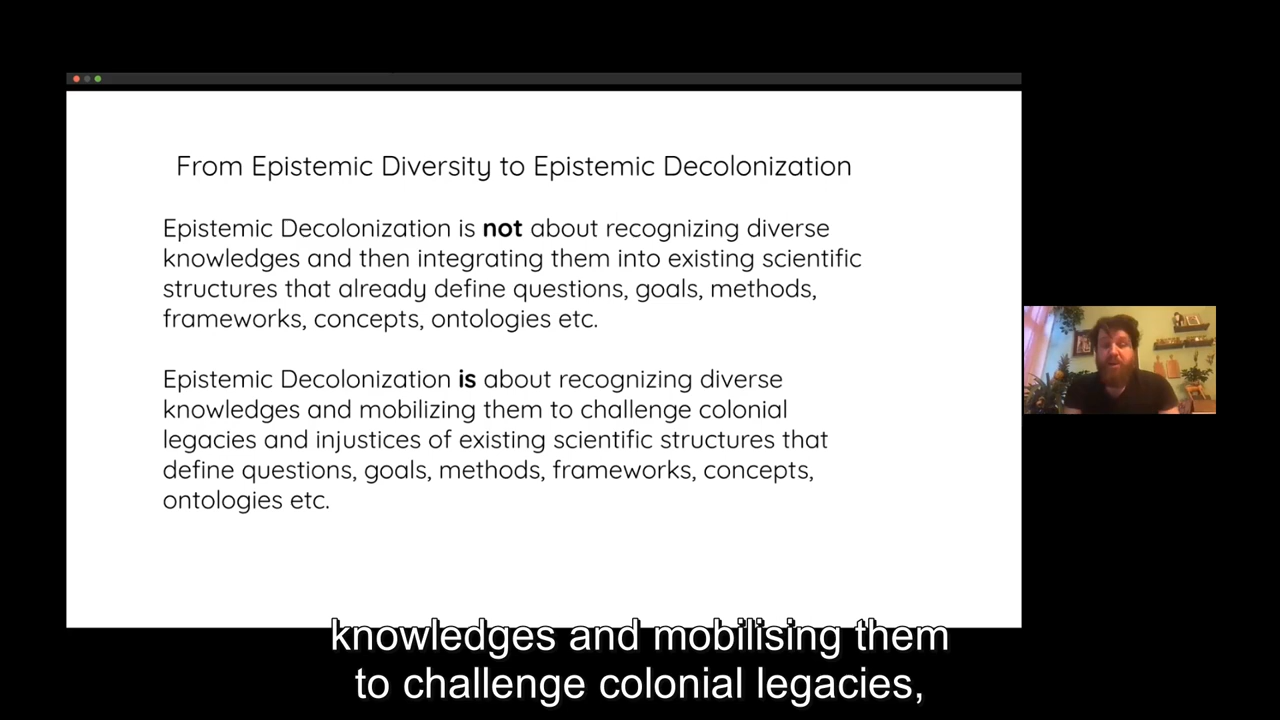 From Epistemic Diversity to Epistemic Decolonization
Epistemic Decolonization is not about recognizing diverse
knowledges and then integrating them into existing scientific
structures that already define questions, goals, methods,
frameworks, concepts, ontologies etc.
Epistemic Decolonization is about recognizing diverse
knowledges and mobilizing them to challenge colonial
legacies and injustices of existing scientific structures that
define questions, goals, methods, frameworks, concepts,
ontologies etc.
knowledges and mobilising them
to challenge colonial legacies,